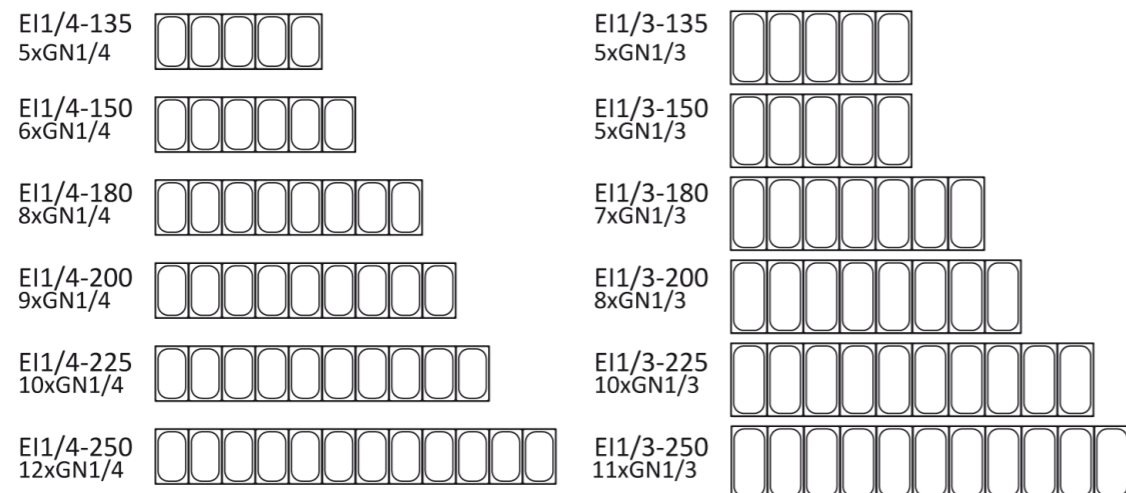 EI1/4-135
5xGN1/4
EI1/4-150
6xGN1/4
EI1/4-180
8xGN1/4
EI1/4-200
9xGN1/4
EI1/4-225
10xGN1/4
EI1/4-250
12xGN1/4
EI1/3-135
5xGN1/3
EI1/3-150
5xGN1/3
EI1/3-180
7xGN1/3
EI1/3-200
8xGN1/3
EI1/3-225
10xGN1/3
EI1/3-250
11xGN1/3